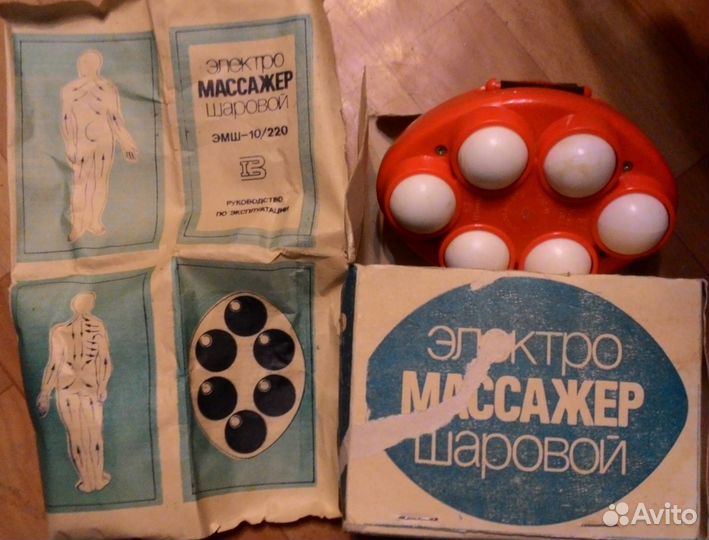 электро
МАССАЖЕР
шаровой
ЭМШ-10/220
РУКОВОДСТВО
ПО ЭКСПЛУАТАЦИИ
электро
МАССАЖЕР
шаровой
Avito